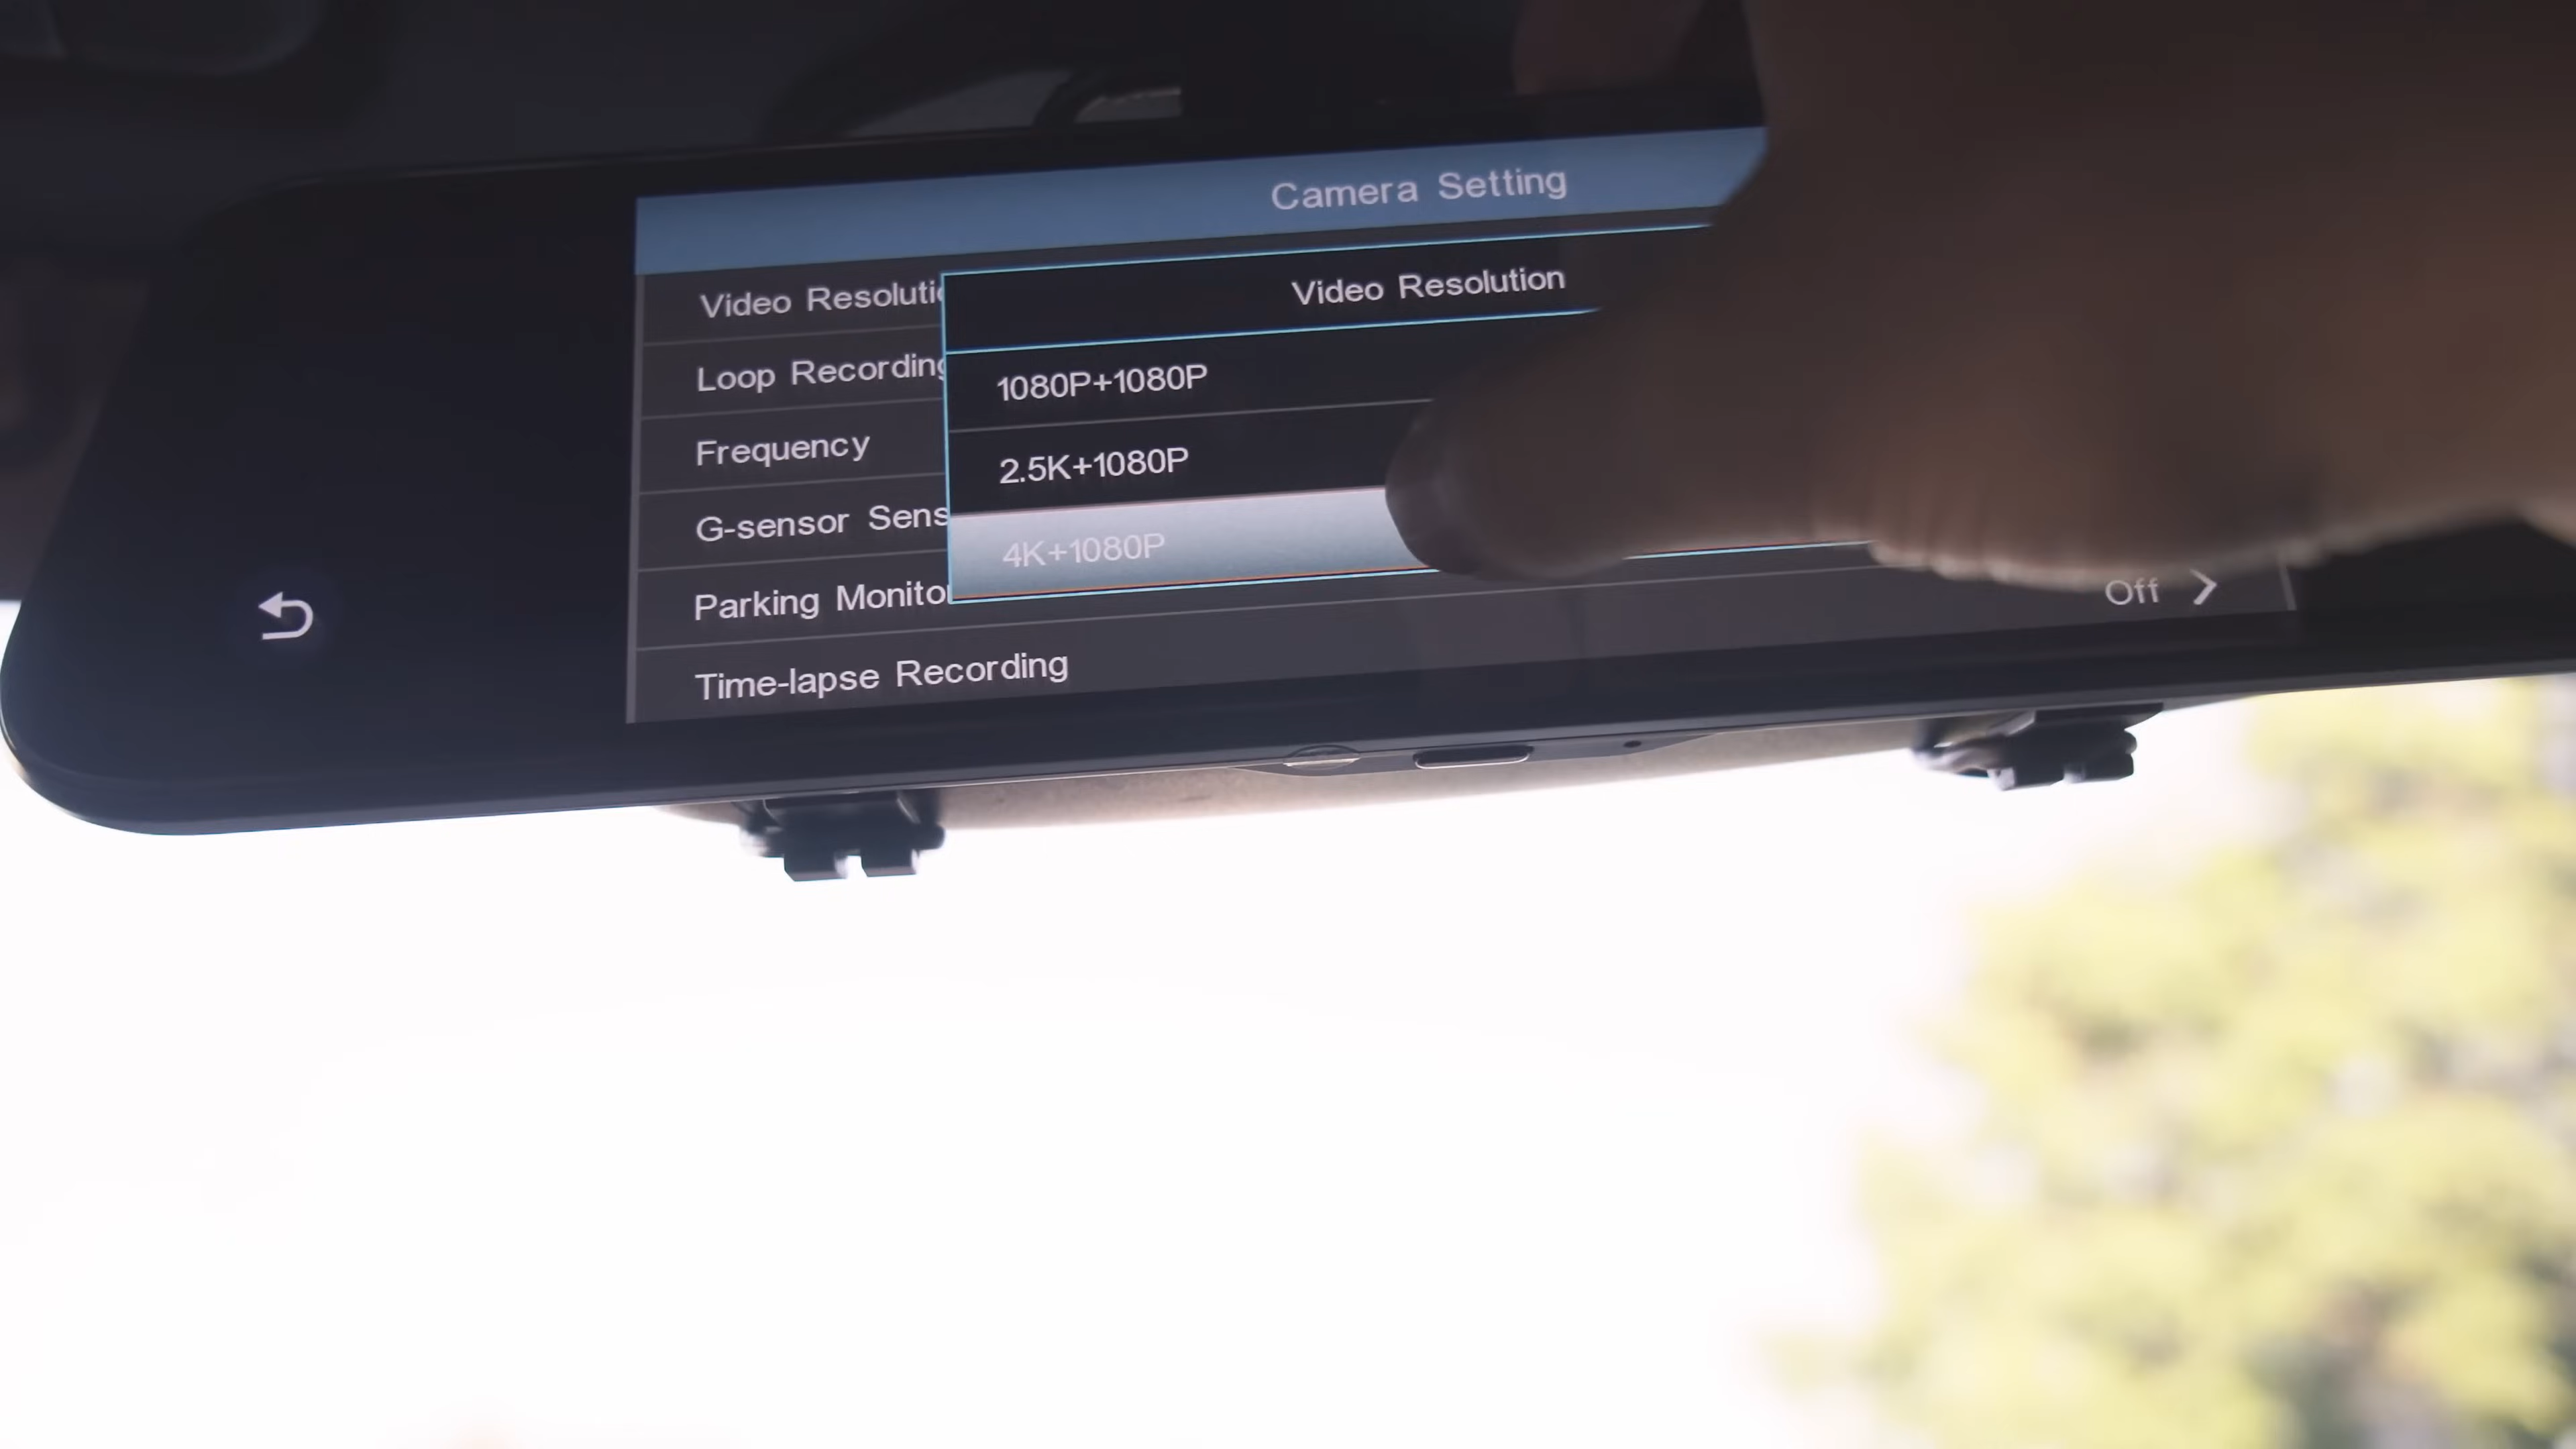 Camera Setting
Video Resolution
Video Resoluti
Loop Recording
Frequency
G-sensor Sens
Parking Monito
Time-lapse Recording
1080P+1080P
2.5K+1080P
4K+1080P
Off